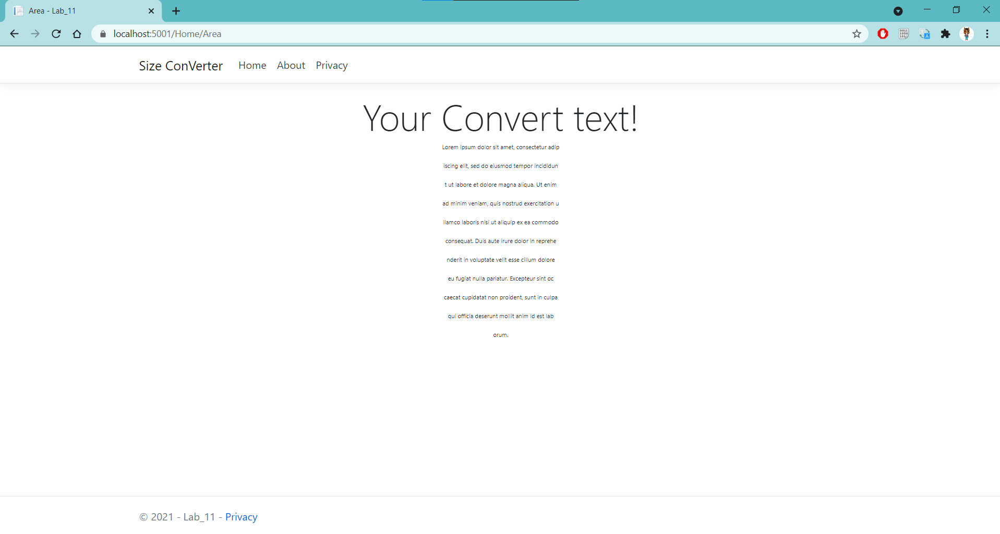 Area - Lab_11
localhost:5001/Home/Area
Size ConVerter Home About Privacy
Your Convert text!
Lorem ipsum dolor sit amet, consectetur adip
iscing elit, sed do eiusmod tempor incididun
t ut labore et dolore magna aliqua. Ut enim
ad minim veniam, quis nostrud exercitation u
llamco laboris nisi ut aliquip ex ea commodo
consequat. Duis aute irure dolor in reprehe
nderit in voluptate velit esse cillum dolore
eu fugiat nulla pariatur. Excepteur sint oc
caecat cupidatat non proident, sunt in culpa
qui officia deserunt mollit anim id est lab
orum.
© 2021 - Lab_11 - Privacy